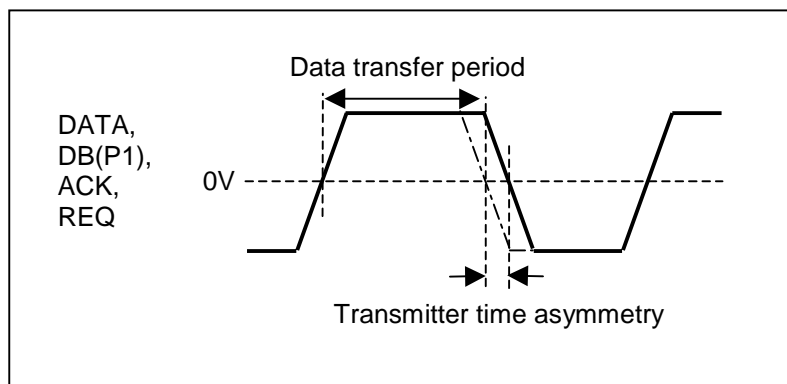 Data transfer period
DATA,
DB(P1),
ACK,
REQ
0V
Transmitter time asymmetry